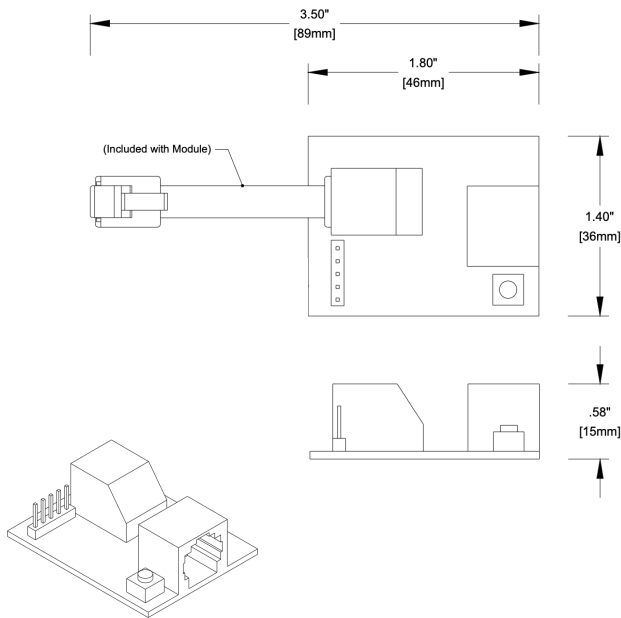 3.50"
[89mm]
1.80"
[46mm]
(Included with Module)
1.40"
[36mm]
.58"
[15mm]